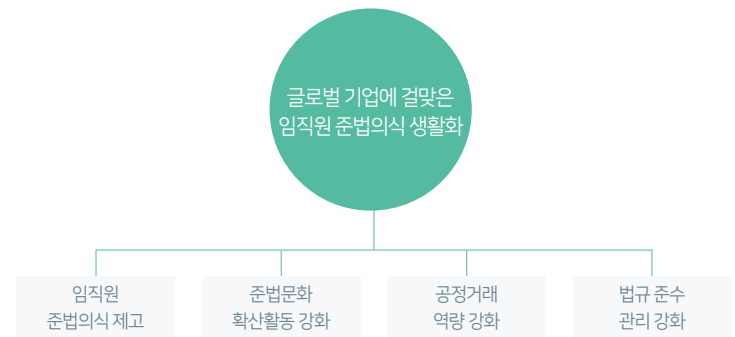 글로벌 기업에 걸맞은
임직원 준법의식 생활화
임직원
준법의식 제고
준법문화
확산활동 강화
공정거래
역량 강화
법규 준수
관리 강화